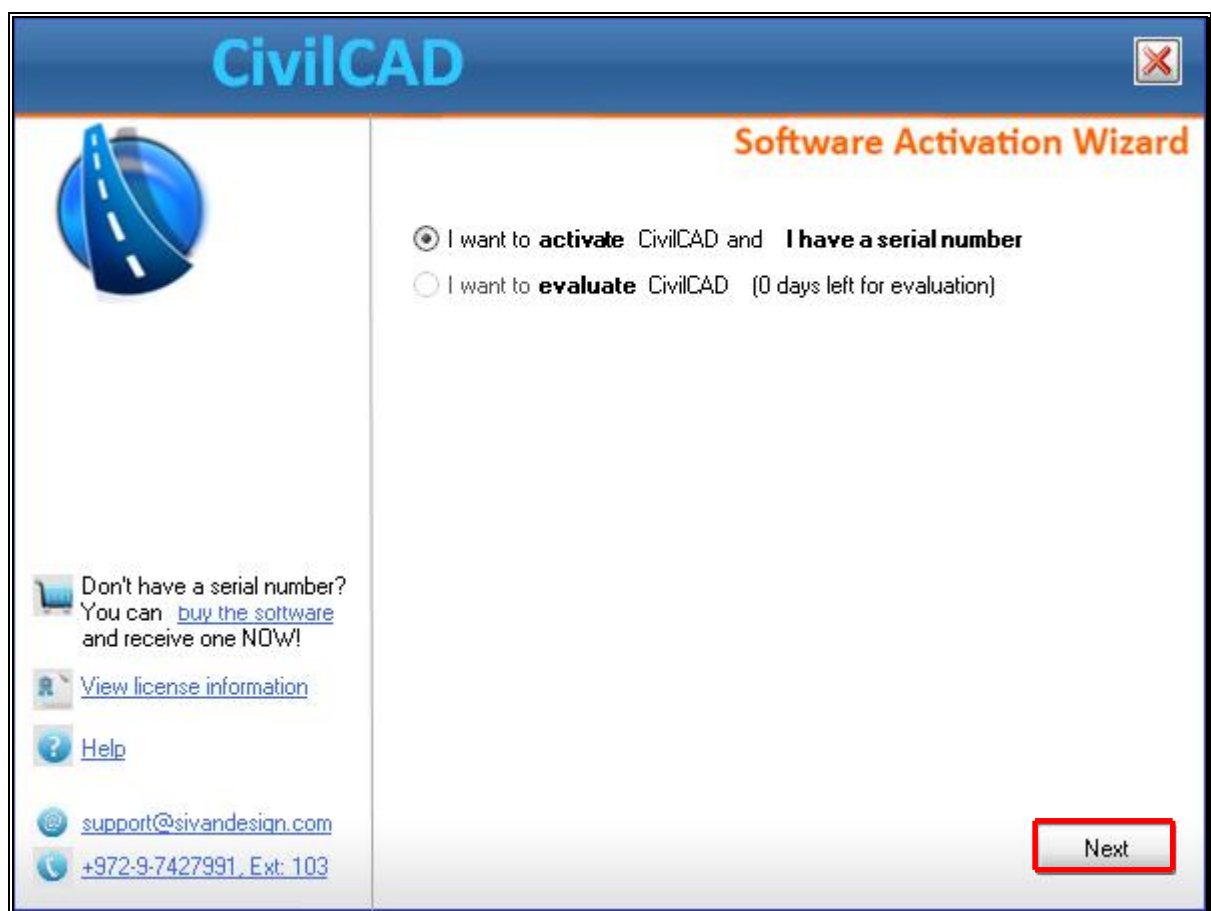 CivilCAD
Software Activation Wizard
I want to activate CivilCAD and I have a serial number
I want to evaluate CivilCAD (0 days left for evaluation)
Don't have a serial number?
You can buy the software
and receive one NOW!
View license information
Help
support@sivandesign.com
+972-9-7427991, Ext: 103
Next